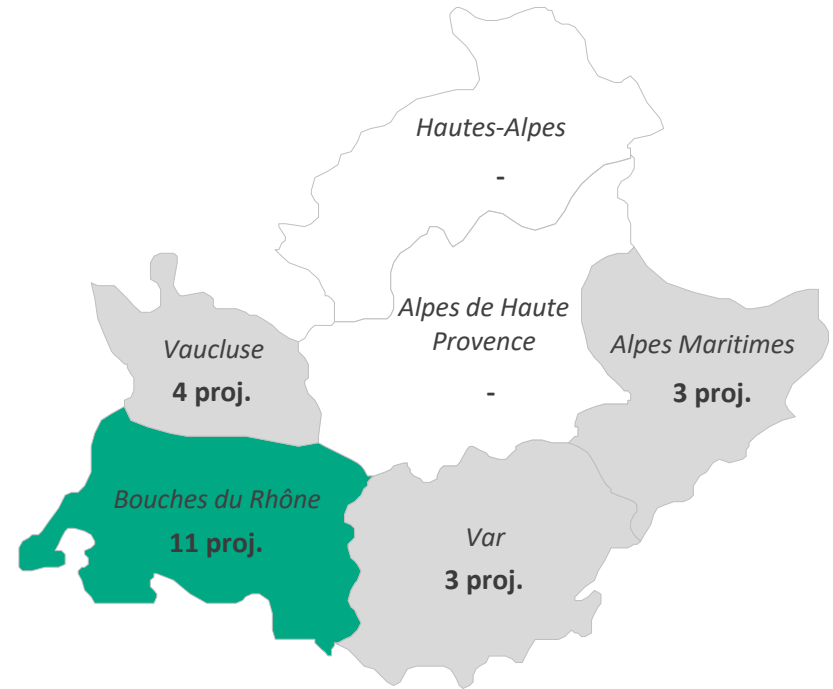 Hautes-Alpes
-
Alpes de Haute
Provence
-
Alpes Maritimes
3 proj.
Vaucluse
4 proj.
Bouches du Rhône
11 proj.
Var
3 proj.